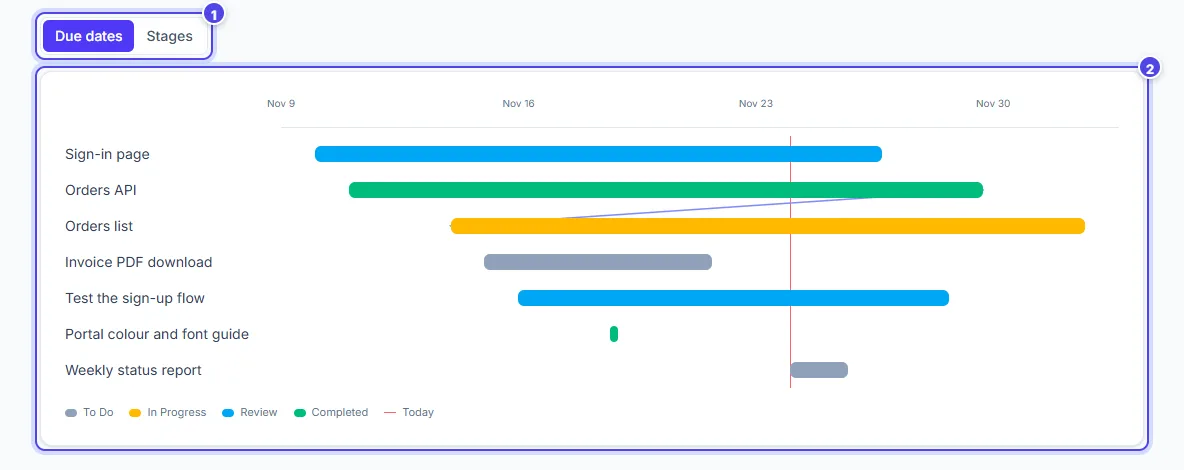 Due dates Stages 1
2
Nov 9 Nov 16 Nov 23 Nov 30
Sign-in page
Orders API
Orders list
Invoice PDF download
Test the sign-up flow
Portal colour and font guide
Weekly status report
To Do In Progress Review Completed Today